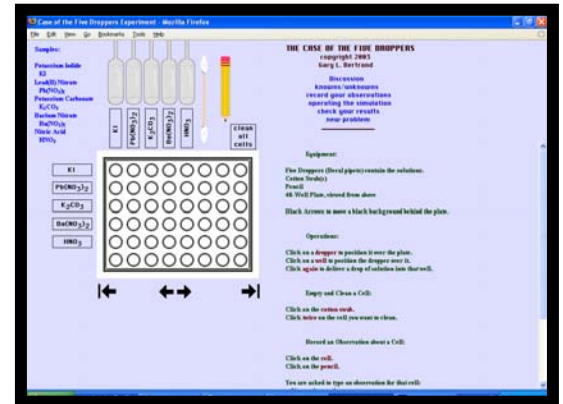 Case of the Five Droppers Experiment - Mozilla Firefox
File Edit View Go Bookmarks Tools Help
Samples:
Potassium Iodide
KI
Lead(II) Nitrate
Pb(NO3)2
Potassium Carbonate
K2CO3
Barium Nitrate
Ba(NO3)2
Nitric Acid
HNO3
KI
Pb(NO3)2
K2CO3
Ba(NO3)2
HNO3
clean
all
cells
KI
Pb(NO3)2
K2CO3
Ba(NO3)2
HNO3
THE CASE OF THE FIVE DROPPERS
copyright 2003
Gary L. Bertrand
Discussion
knowns/unknowns
record your observations
operating the simulation
check your results
new problem
Equipment:
Five Droppers (Beral pipets) contain the solutions.
Cotton Swab(s)
Pencil
48-Well Plate, viewed from above
Black Arrows to move a black background behind the plate.
Operations:
Click on a dropper to position it over the plate.
Click on a well to position the dropper over it.
Click again to deliver a drop of solution into that well.
Empty and Clean a Cell:
Click on the cotton swab.
Click twice on the cell you want to clean.
Record an Observation about a Cell:
Click on the cell.
Click on the pencil.
You are asked to type an observation for that cell: